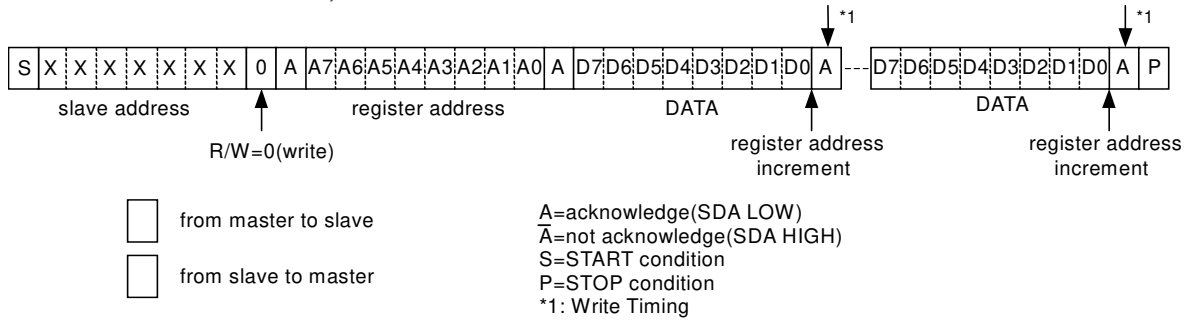 *1 *1
S X X X X X X X 0 A A7 A6 A5 A4 A3 A2 A1 A0 A D7 D6 D5 D4 D3 D2 D1 D0 A D7 D6 D5 D4 D3 D2 D1 D0 A P
slave address register address DATA DATA
R/W=0(write)
register address
increment
register address
increment
from master to slave
from slave to master
A=acknowledge(SDA LOW)
A̅=not acknowledge(SDA HIGH)
S=START condition
P=STOP condition
*1: Write Timing